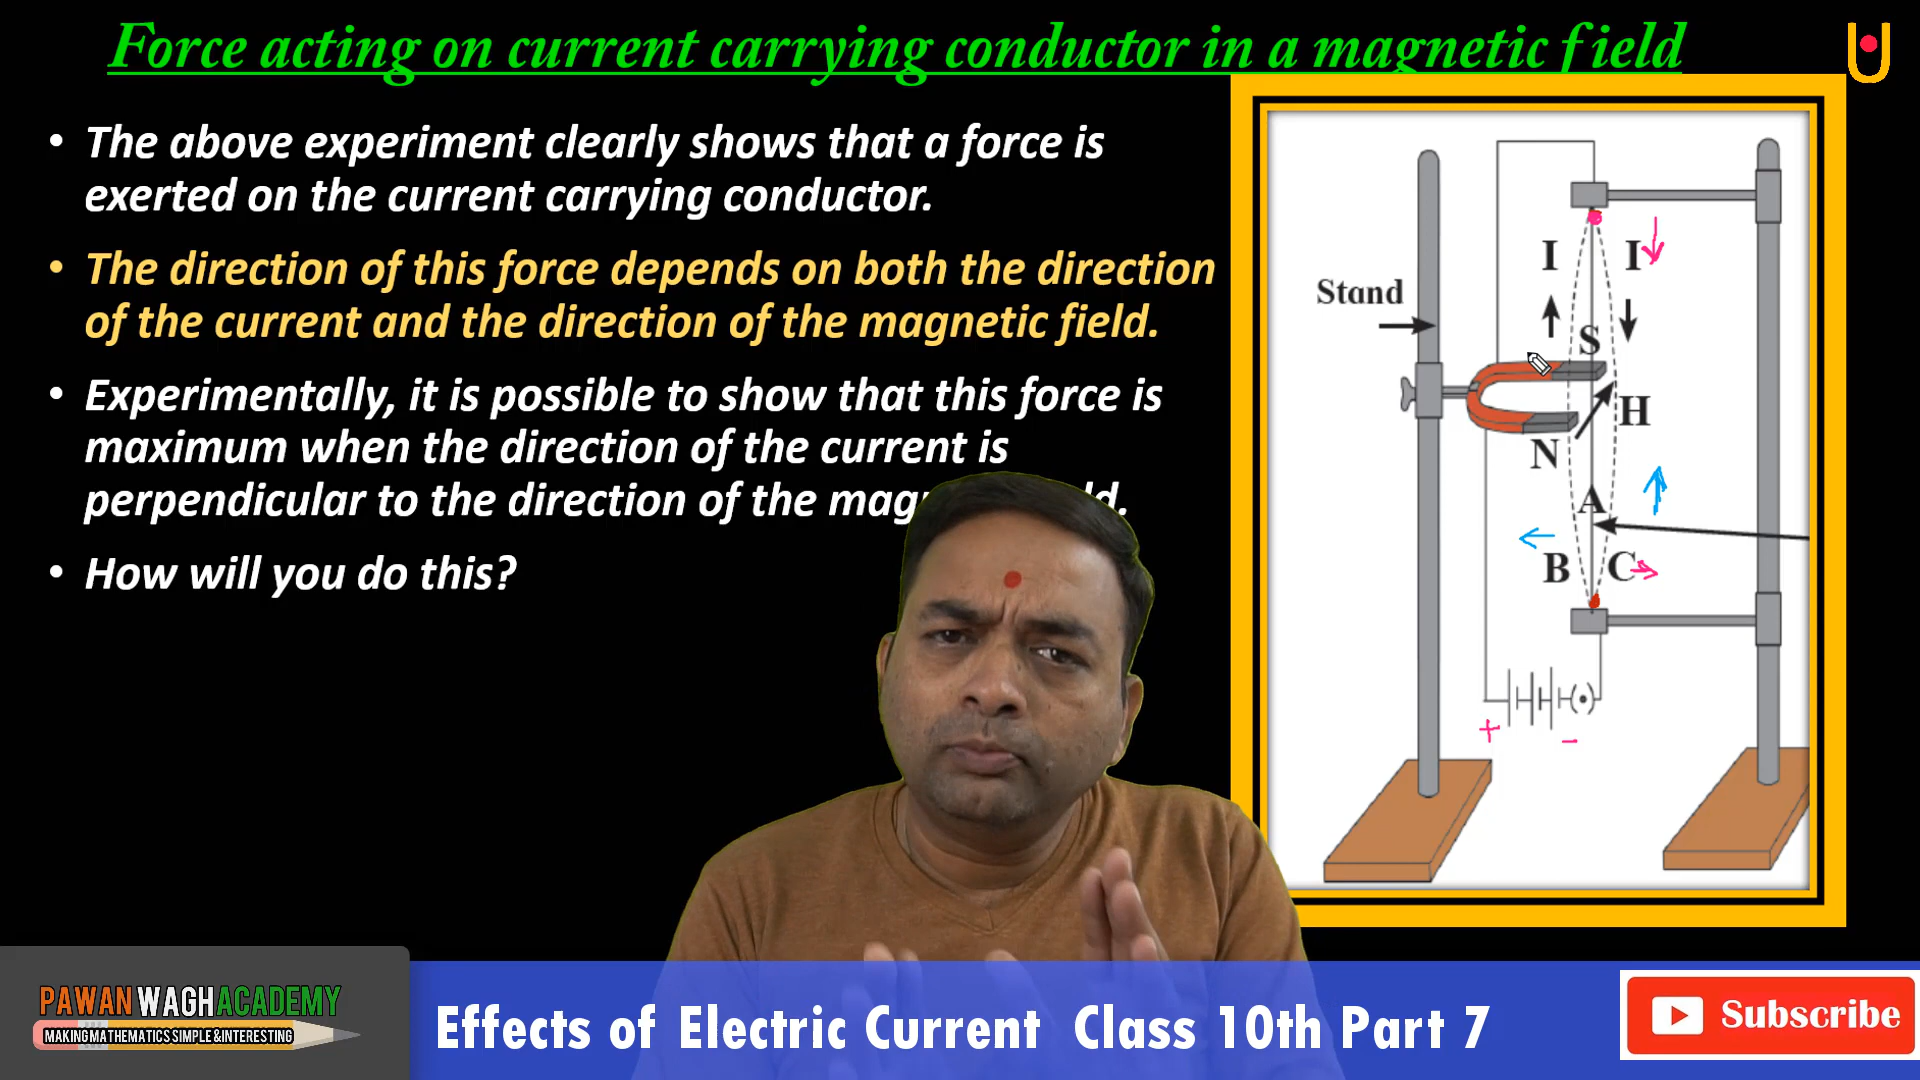 Force acting on current carrying conductor in a magnetic field
• The above experiment clearly shows that a force is
exerted on the current carrying conductor.
• The direction of this force depends on both the direction
of the current and the direction of the magnetic field.
• Experimentally, it is possible to show that this force is
maximum when the direction of the current is
perpendicular to the direction of the
• How will you do this?
I I
Stand
S
H
N
A
B C
+ -
PAWAN WAGH ACADEMY
MAKING MATHEMATICS SIMPLE & INTERESTING
Effects of Electric Current Class 10th Part 7
Subscribe